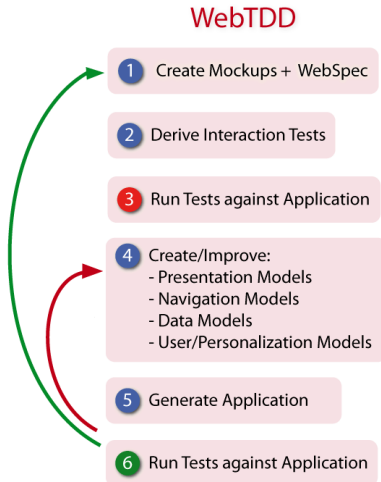 WebTDD
1 Create Mockups + WebSpec
2 Derive Interaction Tests
3 Run Tests against Application
4 Create/Improve:
- Presentation Models
- Navigation Models
- Data Models
- User/Personalization Models
5 Generate Application
6 Run Tests against Application